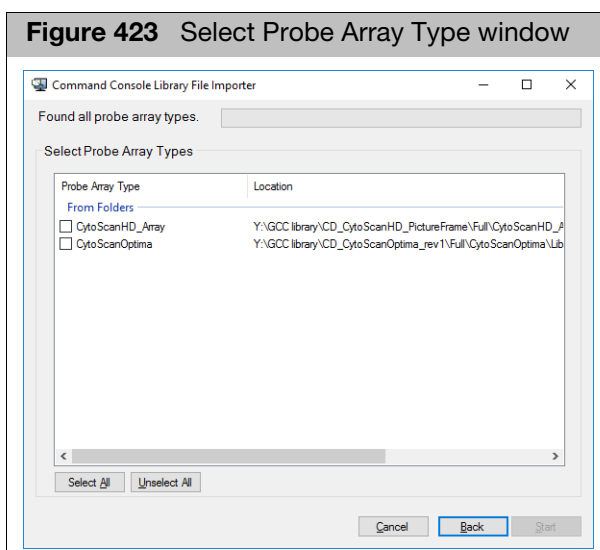 Figure 423 Select Probe Array Type window
Command Console Library File Importer
Found all probe array types.
Select Probe Array Types
Probe Array Type Location
From Folders
CytoScanHD_Array Y:\GCC library\CD_CytoScanHD_PictureFrame\Full\CytoScanHD_A
CytoScanOptima Y:\GCC library\CD_CytoScanOptima_rev1\Full\CytoScanOptima\Lib
Select All Unselect All
Cancel Back Start